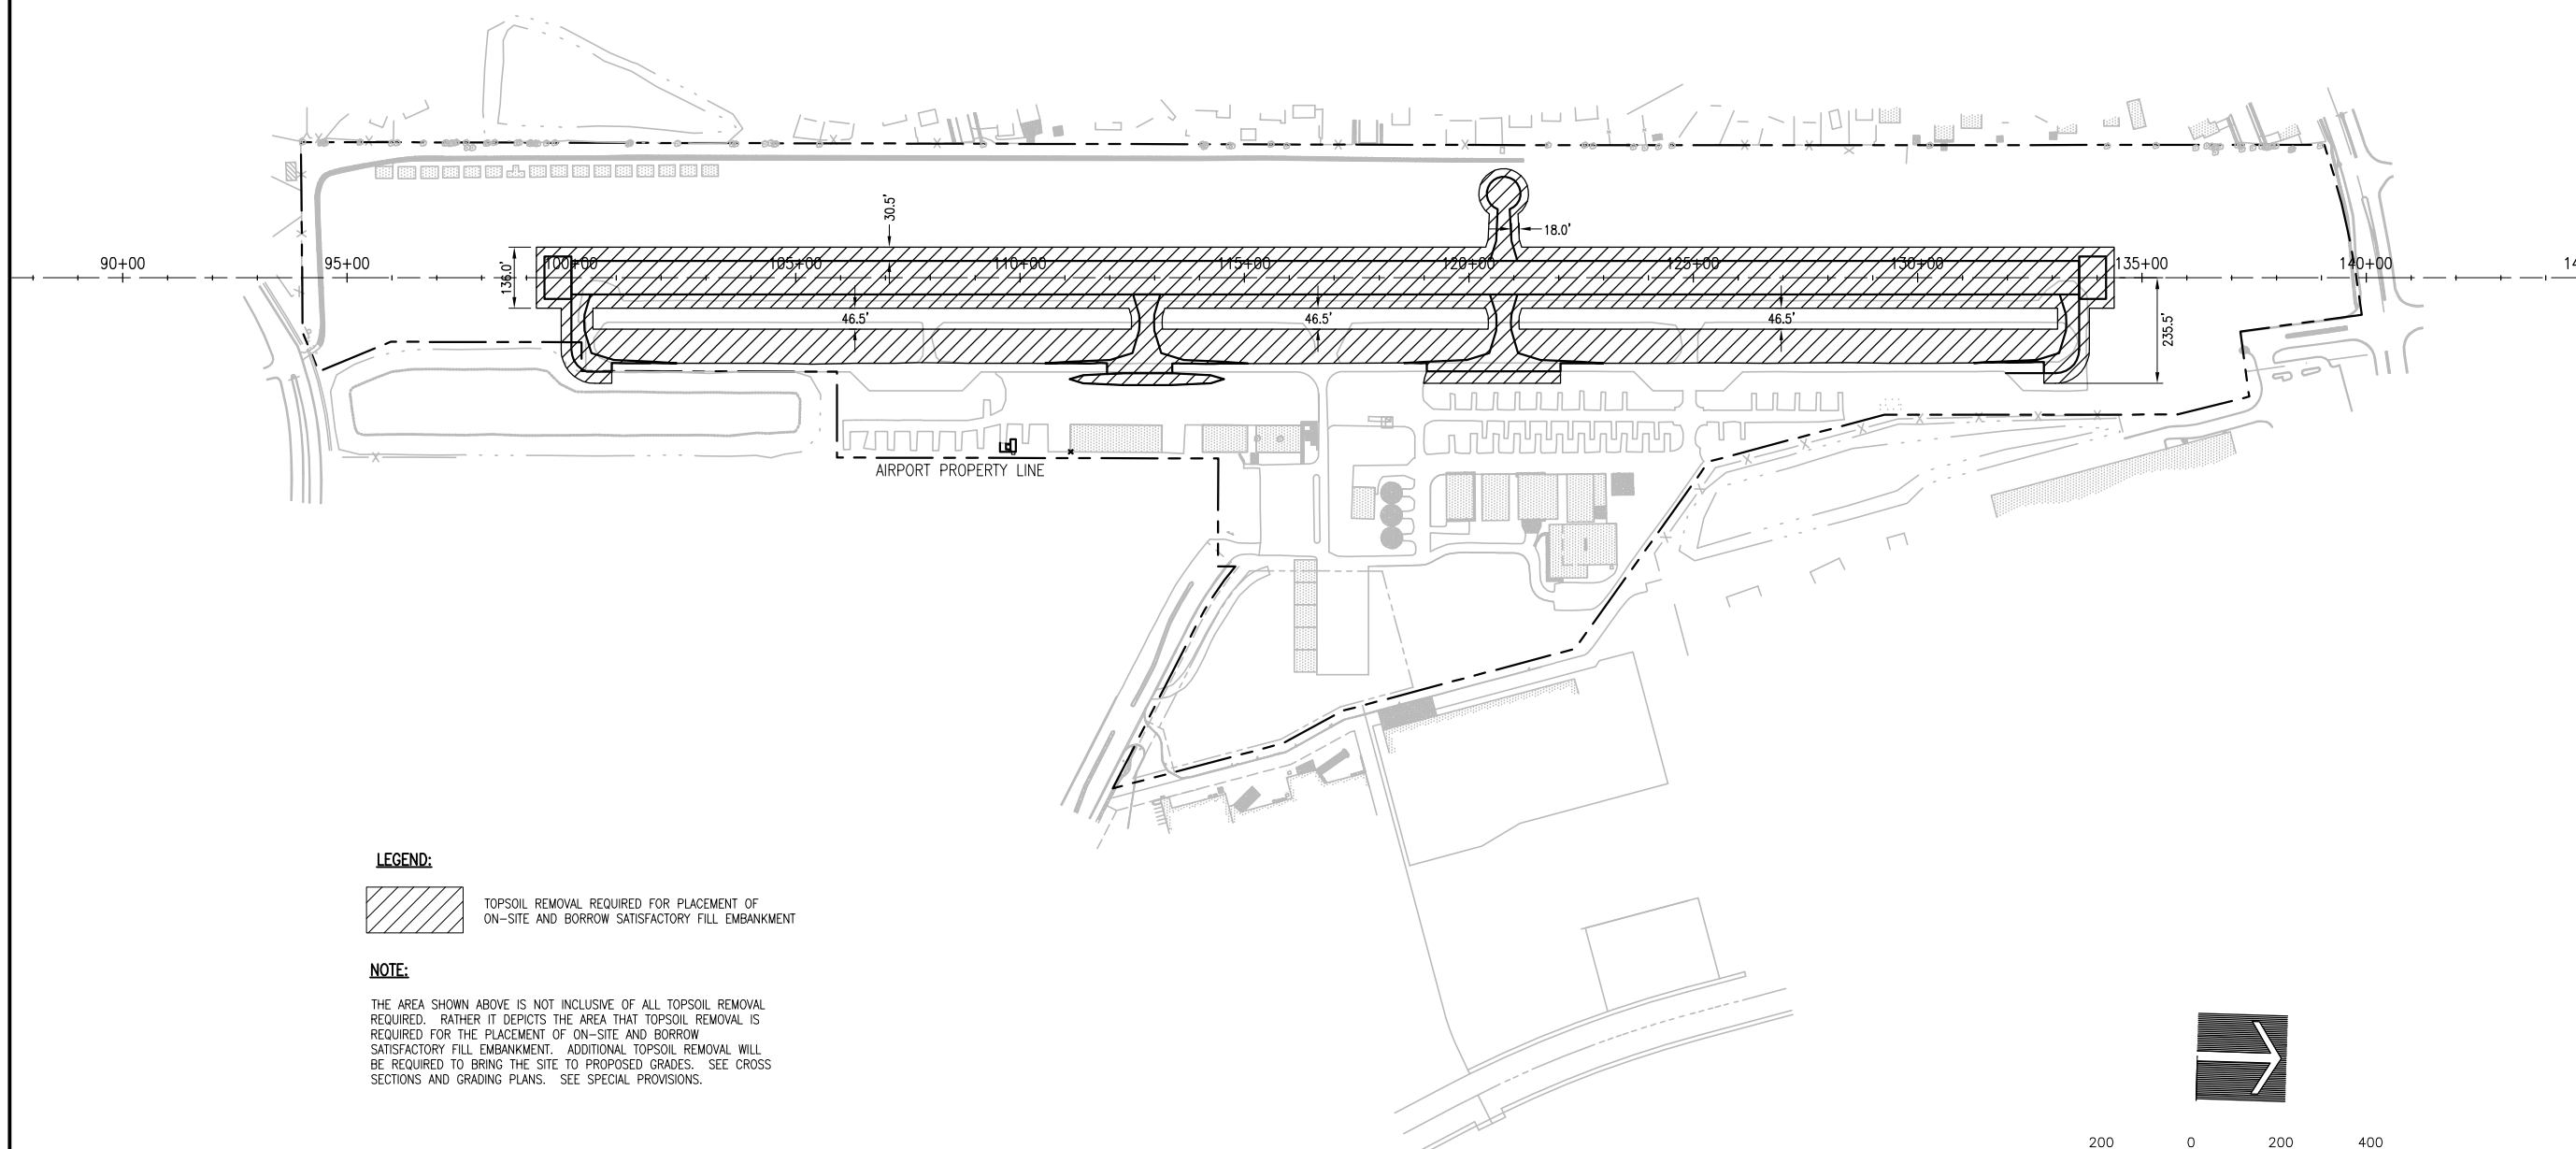 30.5'
18.0'
90+00
95+00
100+00
105+00
110+00
115+00
120+00
125+00
130+00
135+00
140+00
14
136.0'
46.5'
46.5'
46.5'
235.5'
AIRPORT PROPERTY LINE
LEGEND:
TOPSOIL REMOVAL REQUIRED FOR PLACEMENT OF
ON-SITE AND BORROW SATISFACTORY FILL EMBANKMENT
NOTE:
THE AREA SHOWN ABOVE IS NOT INCLUSIVE OF ALL TOPSOIL REMOVAL
REQUIRED. RATHER IT DEPICTS THE AREA THAT TOPSOIL REMOVAL IS
REQUIRED FOR THE PLACEMENT OF ON-SITE AND BORROW
SATISFACTORY FILL EMBANKMENT. ADDITIONAL TOPSOIL REMOVAL WILL
BE REQUIRED TO BRING THE SITE TO PROPOSED GRADES. SEE CROSS
SECTIONS AND GRADING PLANS. SEE SPECIAL PROVISIONS.
200 0 200 400